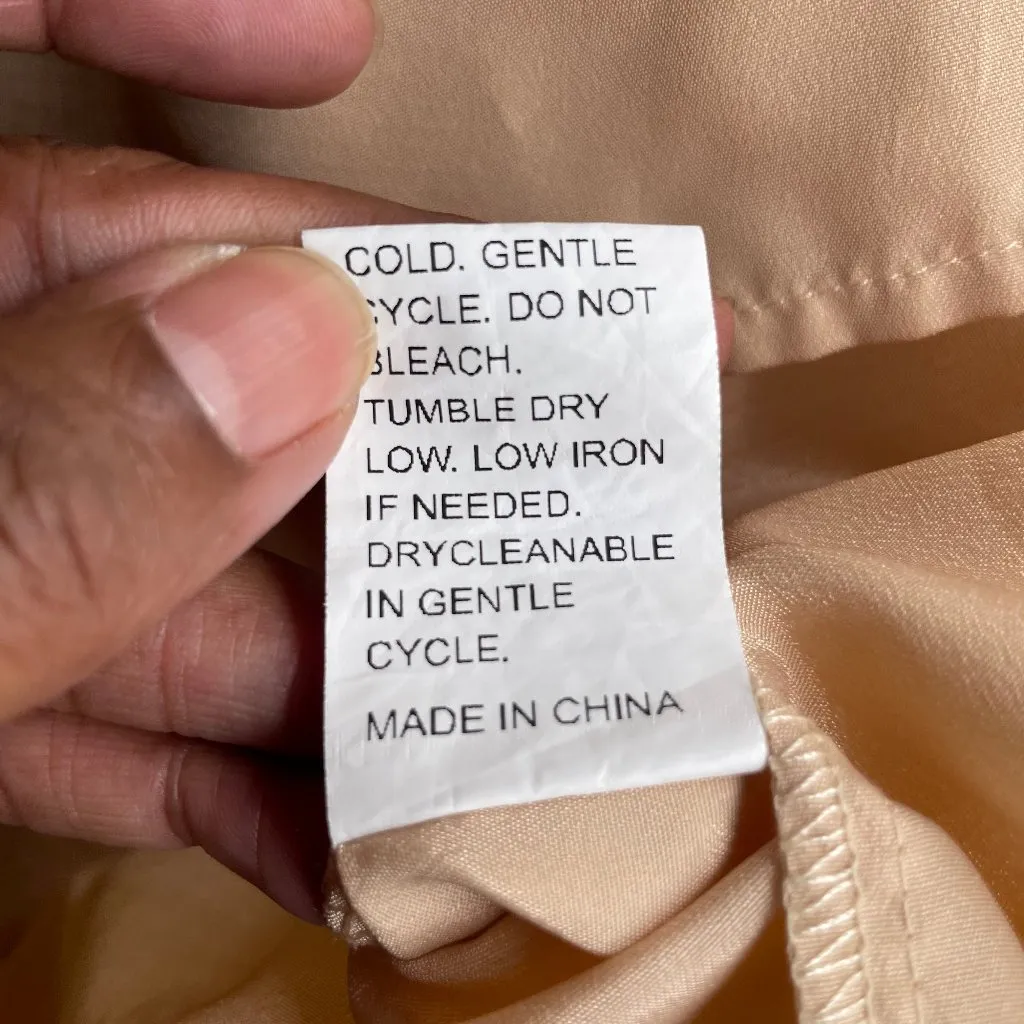 COLD. GENTLE
CYCLE. DO NOT
BLEACH.
TUMBLE DRY
LOW. LOW IRON
IF NEEDED.
DRYCLEANABLE
IN GENTLE
CYCLE.
MADE IN CHINA